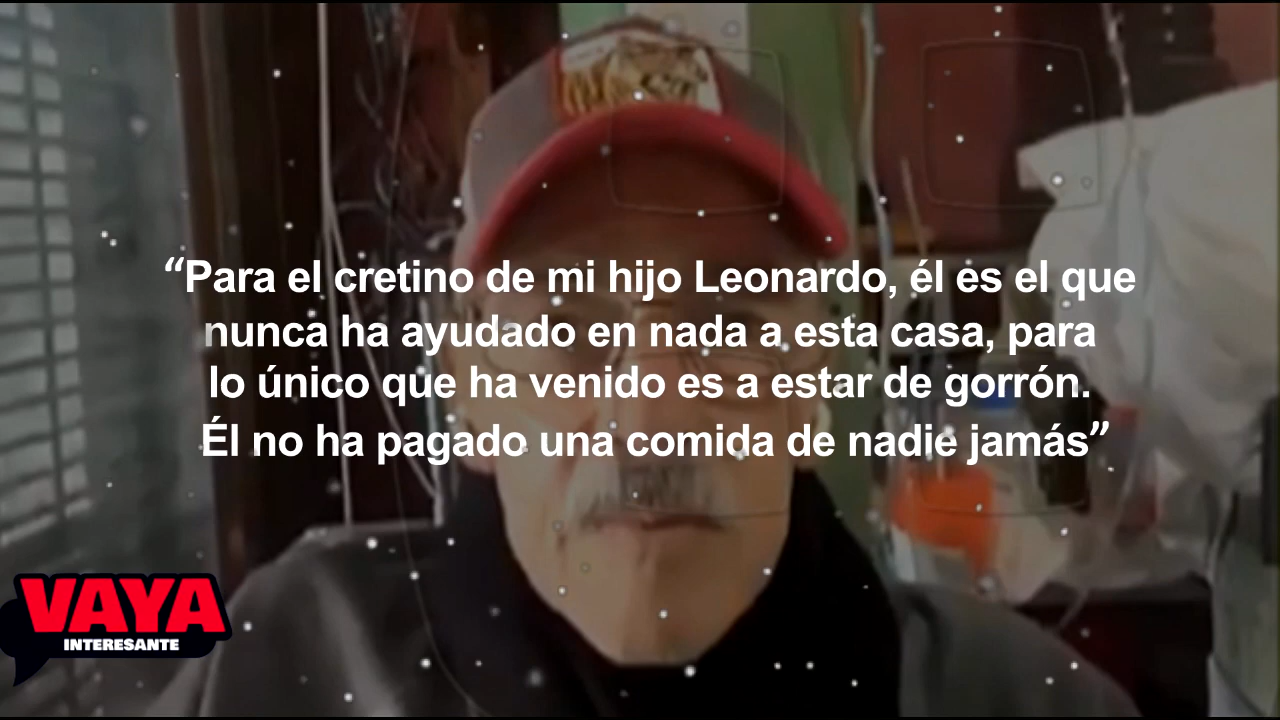 “Para el cretino de mi hijo Leonardo, él es el que
nunca ha ayudado en nada a esta casa, para
lo único que ha venido es a estar de gorrón.
Él no ha pagado una comida de nadie jamás”
VAYA
INTERESANTE